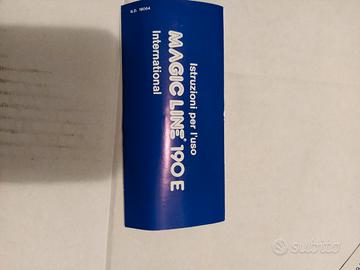 N.D. 19064
Istruzioni per l'uso
MAGIC LINE 190 E
International
subito